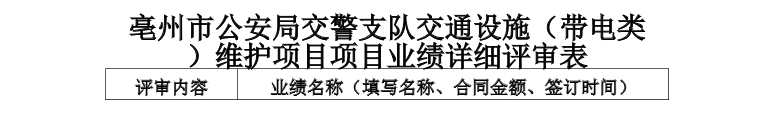 亳州市公安局交警支队交通设施（带电类
）维护项目项目业绩详细评审表
评审内容 业绩名称（填写名称、合同金额、签订时间）